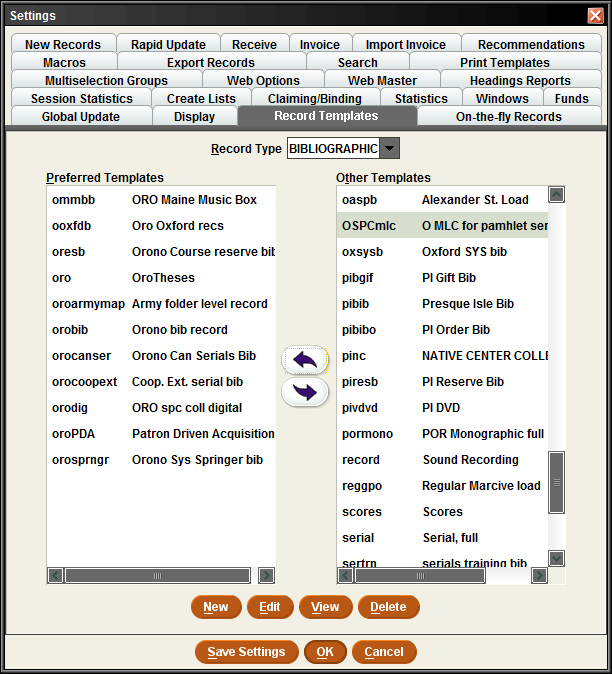 Settings
New Records Rapid Update Receive Invoice Import Invoice Recommendations
Macros Export Records Search Print Templates
Multiselection Groups Web Options Web Master Headings Reports
Session Statistics Create Lists Claiming/Binding Statistics Windows Funds
Global Update Display Record Templates On-the-fly Records
Record Type BIBLIOGRAPHIC
Preferred Templates
ommbb ORO Maine Music Box
ooxfdb Oro Oxford recs
oresb Orono Course reserve bib
oro OroTheses
oroarmymap Army folder level record
orobib Orono bib record
orocanser Orono Can Serials Bib
orocoopext Coop. Ext. serial bib
orodig ORO spc coll digital
oroPDA Patron Driven Acquisition
orosprngr Orono Sys Springer bib
Other Templates
oaspb Alexander St. Load
OSPCmlc O MLC for pamhlet ser
oxsysb Oxford SYS bib
pibgif PI Gift Bib
pibib Presque Isle Bib
pibibo PI Order Bib
pinc NATIVE CENTER COLLE
piresb PI Reserve Bib
pivdvd PI DVD
pormono POR Monographic full
record Sound Recording
reggpo Regular Marcive load
scores Scores
serial Serial, full
sertrn serials training bib
New Edit View Delete
Save Settings OK Cancel